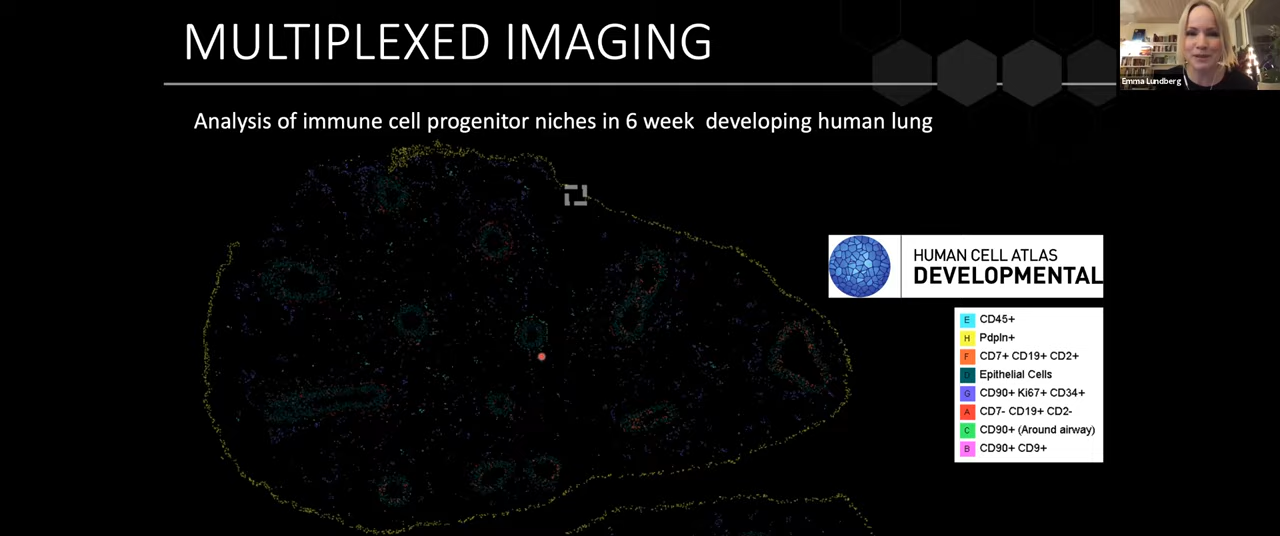 MULTIPLEXED IMAGING
Emma Lundberg
Analysis of immune cell progenitor niches in 6 week developing human lung
HUMAN CELL ATLAS
DEVELOPMENTAL
E CD45+
H Pdpln+
F CD7+ CD19+ CD2+
D Epithelial Cells
G CD90+ Ki67+ CD34+
A CD7- CD19+ CD2-
C CD90+ (Around airway)
B CD90+ CD9+